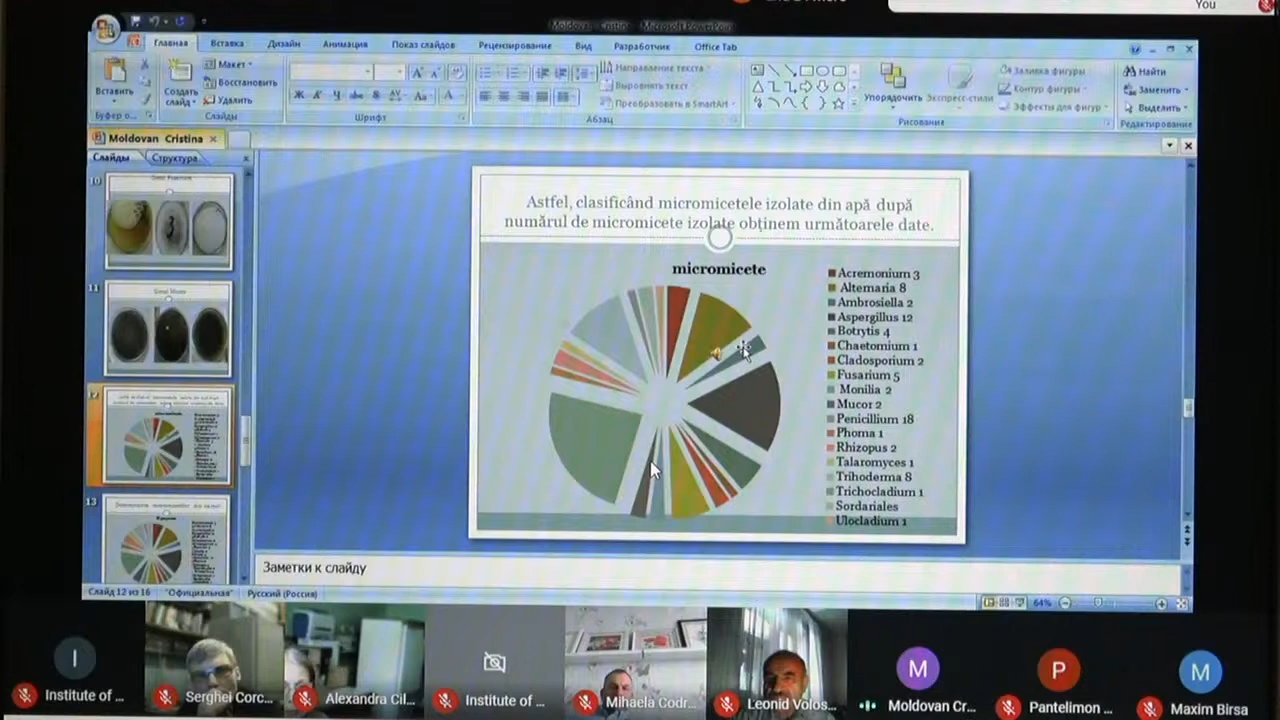 You
Moldovan Cristina - Microsoft PowerPoint
Главная Вставка Дизайн Анимация Показ слайдов Рецензирование Вид Разработчик Office Tab
Вставить
Буфер о...
Создать слайд
Макет
Восстановить
Удалить
Слайды
Шрифт
Направление текста
Выровнять текст
Преобразовать в SmartArt
Абзац
Упорядочить
Экспресс-стили
Заливка фигуры
Контур фигуры
Эффекты для фигур
Рисование
Найти
Заменить
Выделить
Редактирование
Moldovan Cristina
Слайды Структура
10
11
12
13
Astfel, clasificând micromicetele izolate din apă după
numărul de micromicete izolate obținem următoarele date.
micromicete
Acremonium 3
Alternaria 8
Ambrosiella 2
Aspergillus 12
Botrytis 4
Chaetomium 1
Cladosporium 2
Fusarium 5
Monilia 2
Mucor 2
Penicillium 18
Phoma 1
Rhizopus 2
Talaromyces 1
Trihoderma 8
Trichocladium 1
Sordariales
Ulocladium 1
Заметки к слайду
Слайд 12 из 16 "Официальная" Русский (Россия)
64%
I
Institute of ...
Serghei Corc...
Alexandra Cil...
Institute of ...
Mihaela Codr...
Leonid Volos...
M
Moldovan Cr...
P
Pantelimon ...
M
Maxim Birsa